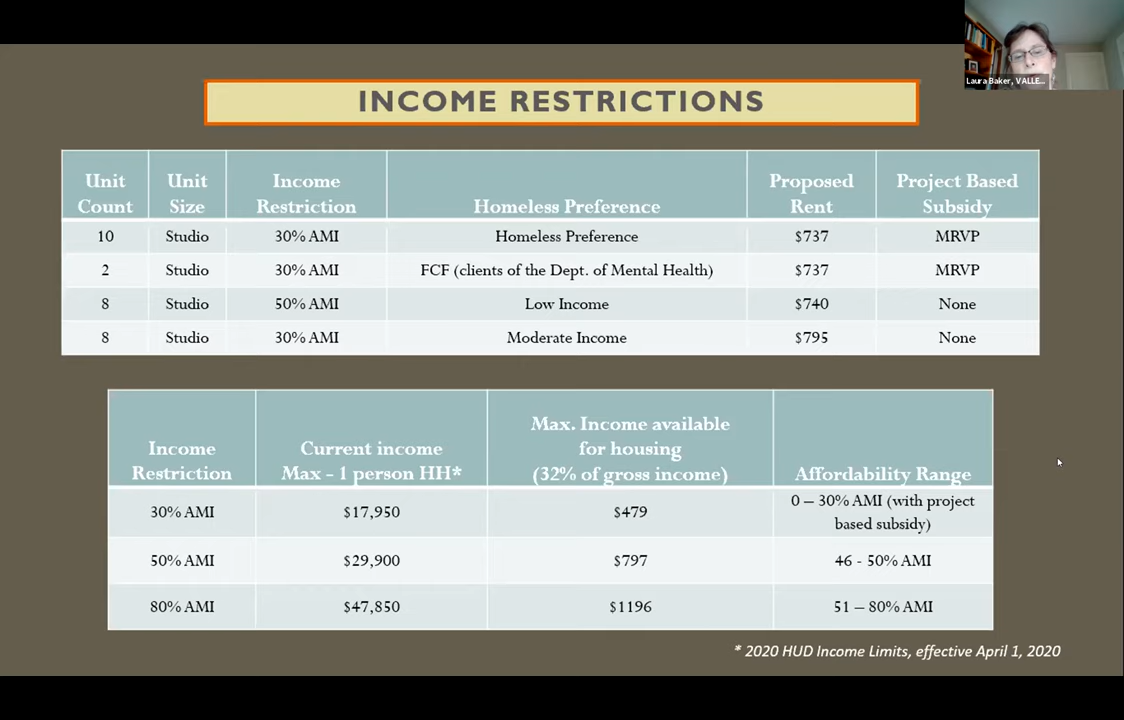 Laura Baker, VALLE...
INCOME RESTRICTIONS
Unit Count Unit Size Income Restriction Homeless Preference Proposed Rent Project Based Subsidy
10 Studio 30% AMI Homeless Preference $737 MRVP
2 Studio 30% AMI FCF (clients of the Dept. of Mental Health) $737 MRVP
8 Studio 50% AMI Low Income $740 None
8 Studio 30% AMI Moderate Income $795 None
Income Restriction Current income Max - 1 person HH* Max. Income available for housing (32% of gross income) Affordability Range
30% AMI $17,950 $479 0 – 30% AMI (with project based subsidy)
50% AMI $29,900 $797 46 - 50% AMI
80% AMI $47,850 $1196 51 – 80% AMI
* 2020 HUD Income Limits, effective April 1, 2020